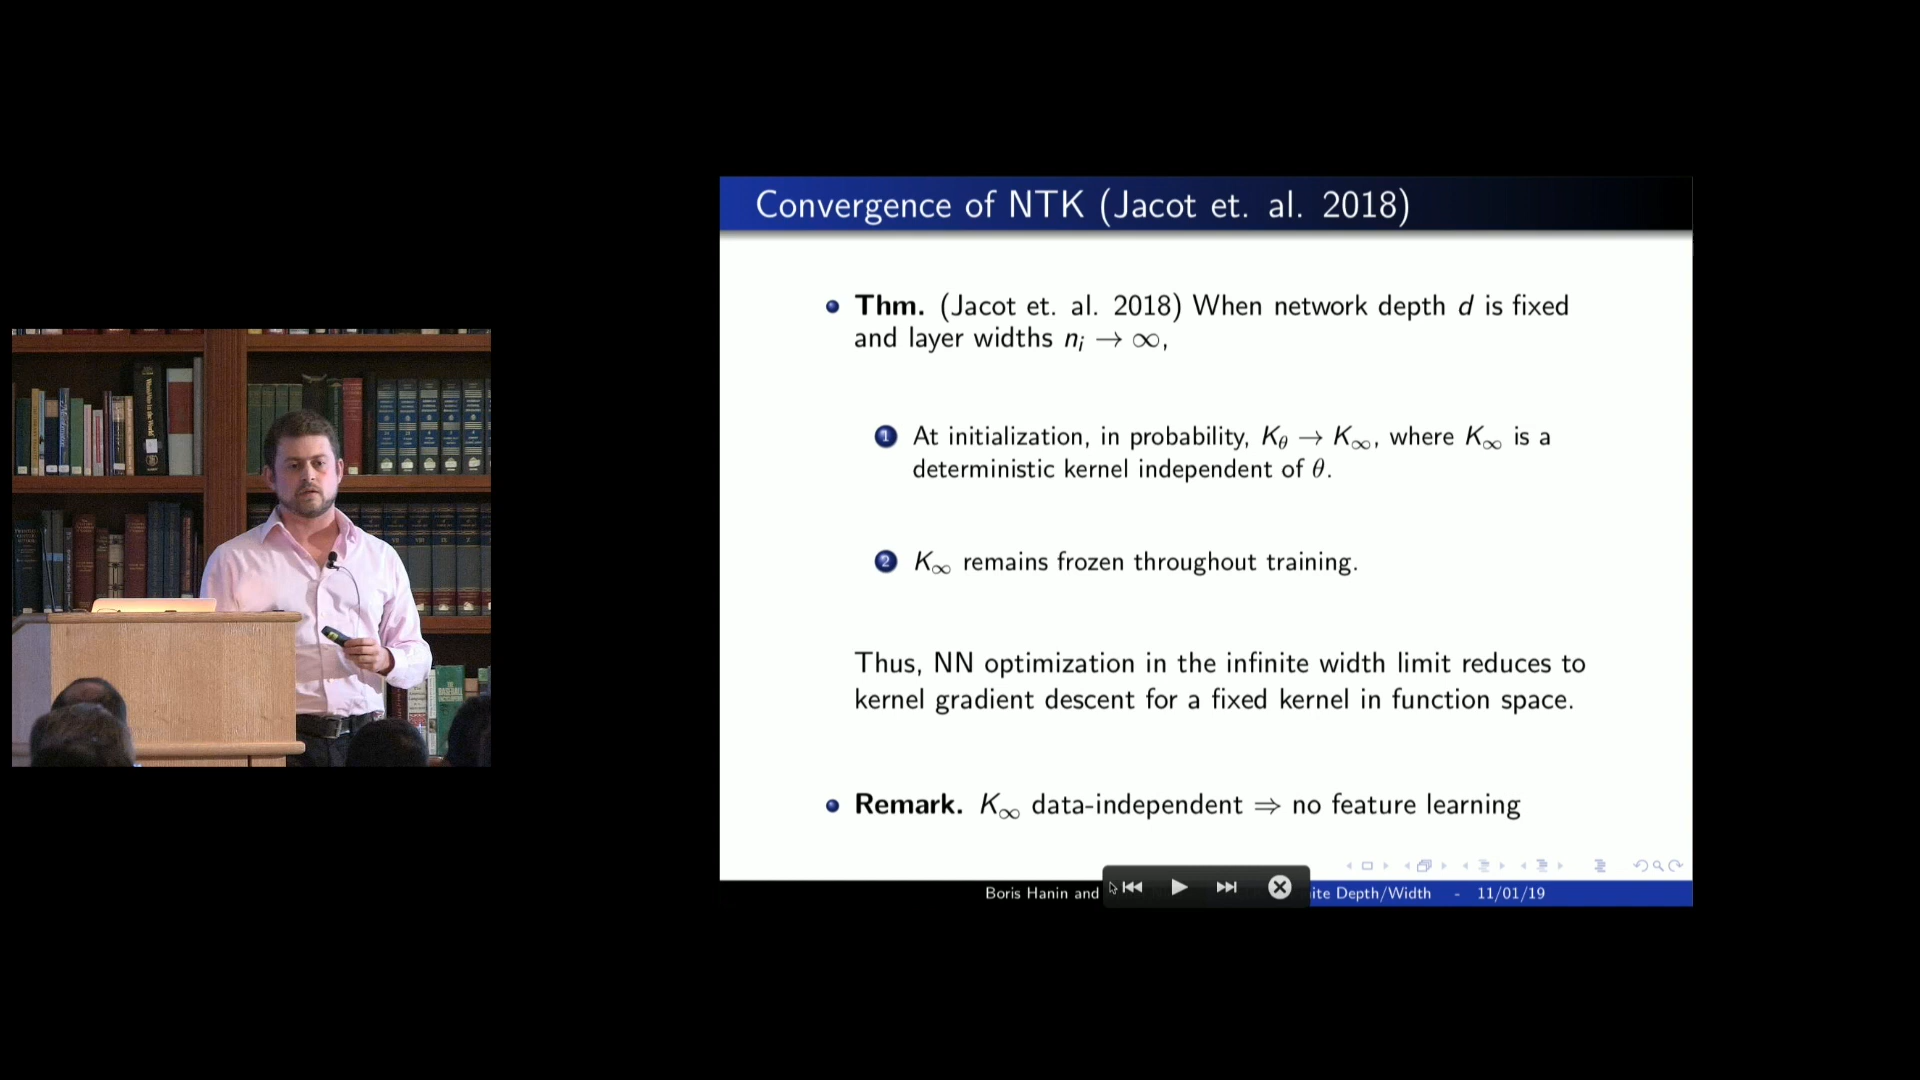 Convergence of NTK (Jacot et. al. 2018)
Thm. (Jacot et. al. 2018) When network depth d is fixed
and layer widths nᵢ → ∞,
1 At initialization, in probability, K_θ → K_∞, where K_∞ is a
deterministic kernel independent of θ.
2 K_∞ remains frozen throughout training.
Thus, NN optimization in the infinite width limit reduces to
kernel gradient descent for a fixed kernel in function space.
Remark. K_∞ data-independent ⇒ no feature learning
Boris Hanin and
ite Depth/Width - 11/01/19